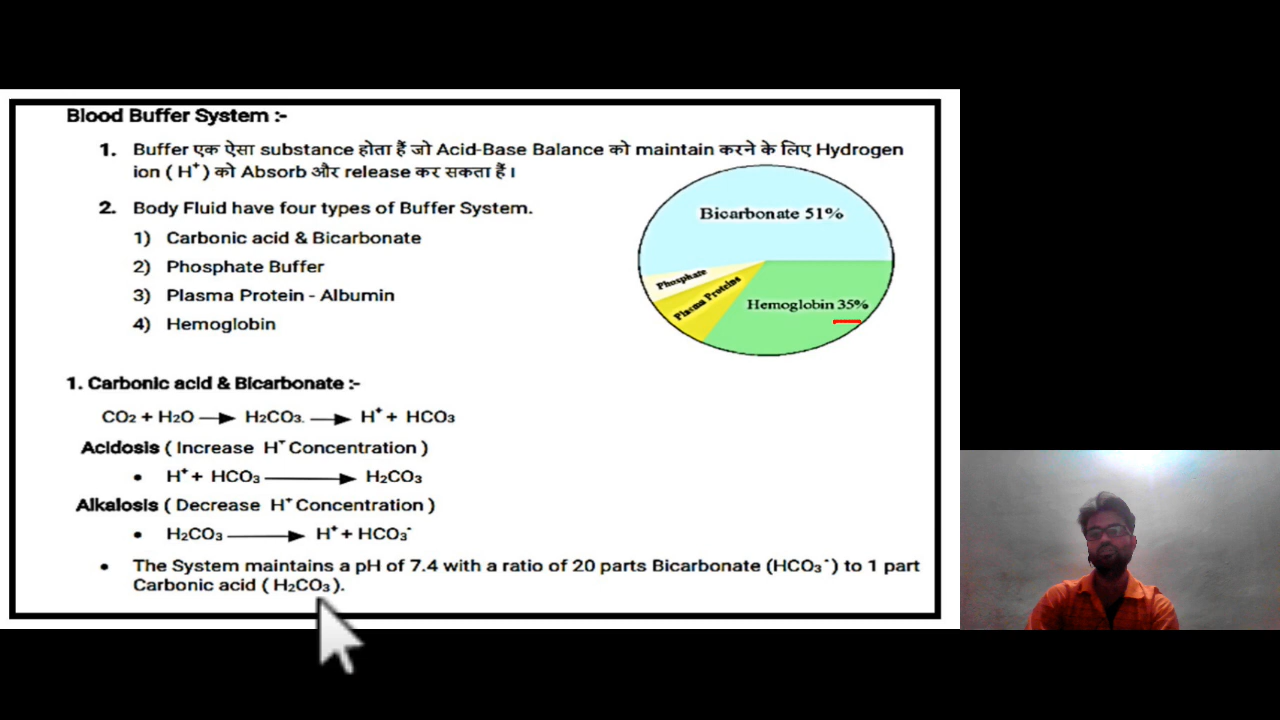 Blood Buffer System :-
1. Buffer एक ऐसा substance होता हैं जो Acid-Base Balance को maintain करने के लिए Hydrogen
ion ( H⁺ ) को Absorb और release कर सकता हैं।
2. Body Fluid have four types of Buffer System.
1) Carbonic acid & Bicarbonate
2) Phosphate Buffer
3) Plasma Protein - Albumin
4) Hemoglobin
Bicarbonate 51%
Phosphate
Plasma Proteins
Hemoglobin 35%
1. Carbonic acid & Bicarbonate :-
CO₂ + H₂O → H₂CO₃. → H⁺ + HCO₃
Acidosis ( Increase H⁺ Concentration )
• H⁺ + HCO₃ → H₂CO₃
Alkalosis ( Decrease H⁺ Concentration )
• H₂CO₃ → H⁺ + HCO₃⁻
• The System maintains a pH of 7.4 with a ratio of 20 parts Bicarbonate (HCO₃⁻) to 1 part
Carbonic acid ( H₂CO₃ ).